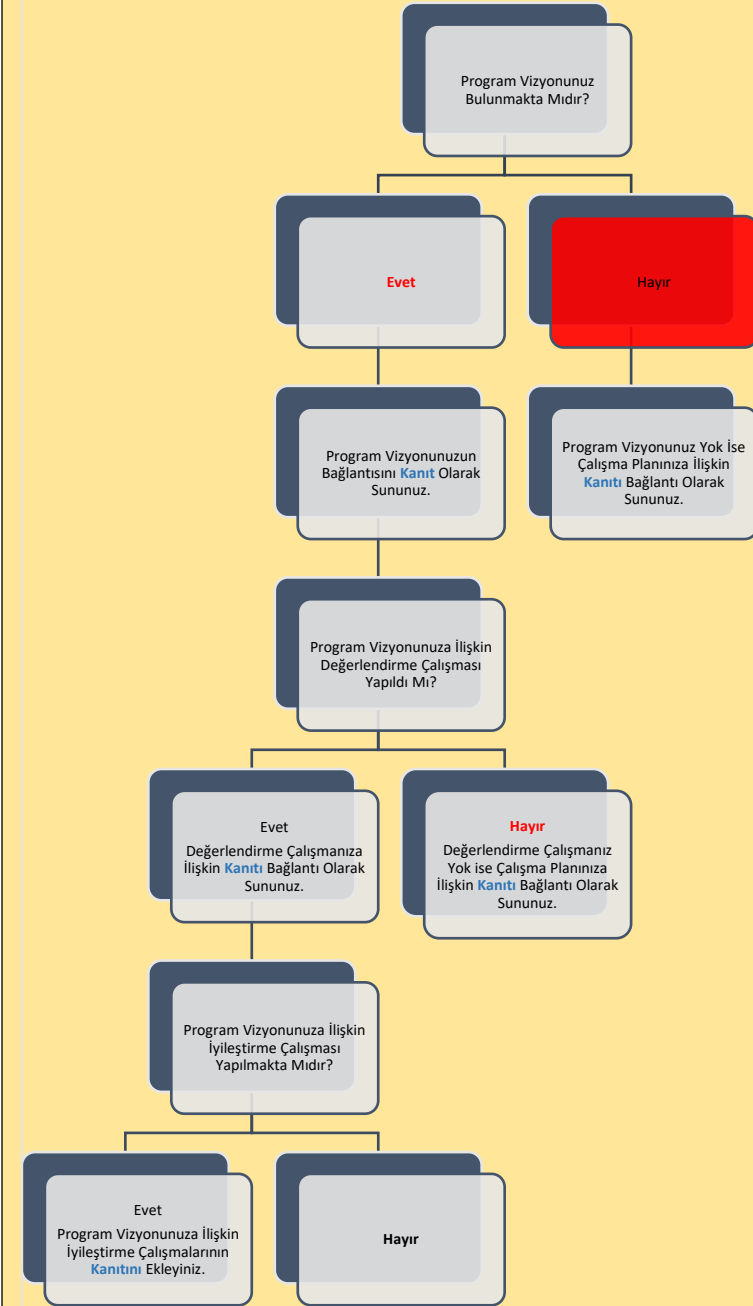 Program Vizyonunuz
Bulunmakta Mıdır?
Evet
Hayır
Program Vizyonunuzun
Bağlantısını Kanıt Olarak
Sununuz.
Program Vizyonunuz Yok İse
Çalışma Planınıza İlişkin
Kanıtı Bağlantı Olarak
Sununuz.
Program Vizyonunuza İlişkin
Değerlendirme Çalışması
Yapıldı Mı?
Evet
Değerlendirme Çalışmanıza
İlişkin Kanıtı Bağlantı Olarak
Sununuz.
Hayır
Değerlendirme Çalışmanız
Yok ise Çalışma Planınıza
İlişkin Kanıtı Bağlantı Olarak
Sununuz.
Program Vizyonunuza İlişkin
İyileştirme Çalışması
Yapılmakta Mıdır?
Evet
Program Vizyonunuza İlişkin
İyileştirme Çalışmalarının
Kanıtını Ekleyiniz.
Hayır